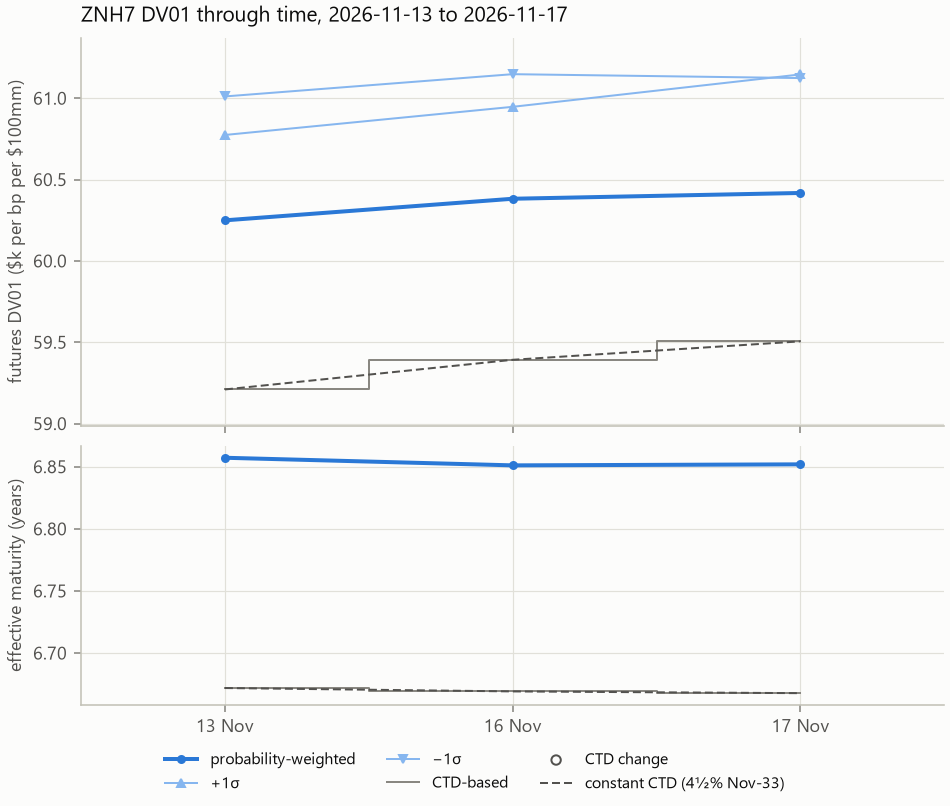 ZNH7 DV01 through time, 2026-11-13 to 2026-11-17
futures DV01 ($k per bp per $100mm)
61.0
60.5
60.0
59.5
59.0
effective maturity (years)
6.85
6.80
6.75
6.70
13 Nov
16 Nov
17 Nov
probability-weighted
+1σ
−1σ
CTD-based
CTD change
constant CTD (4½% Nov-33)